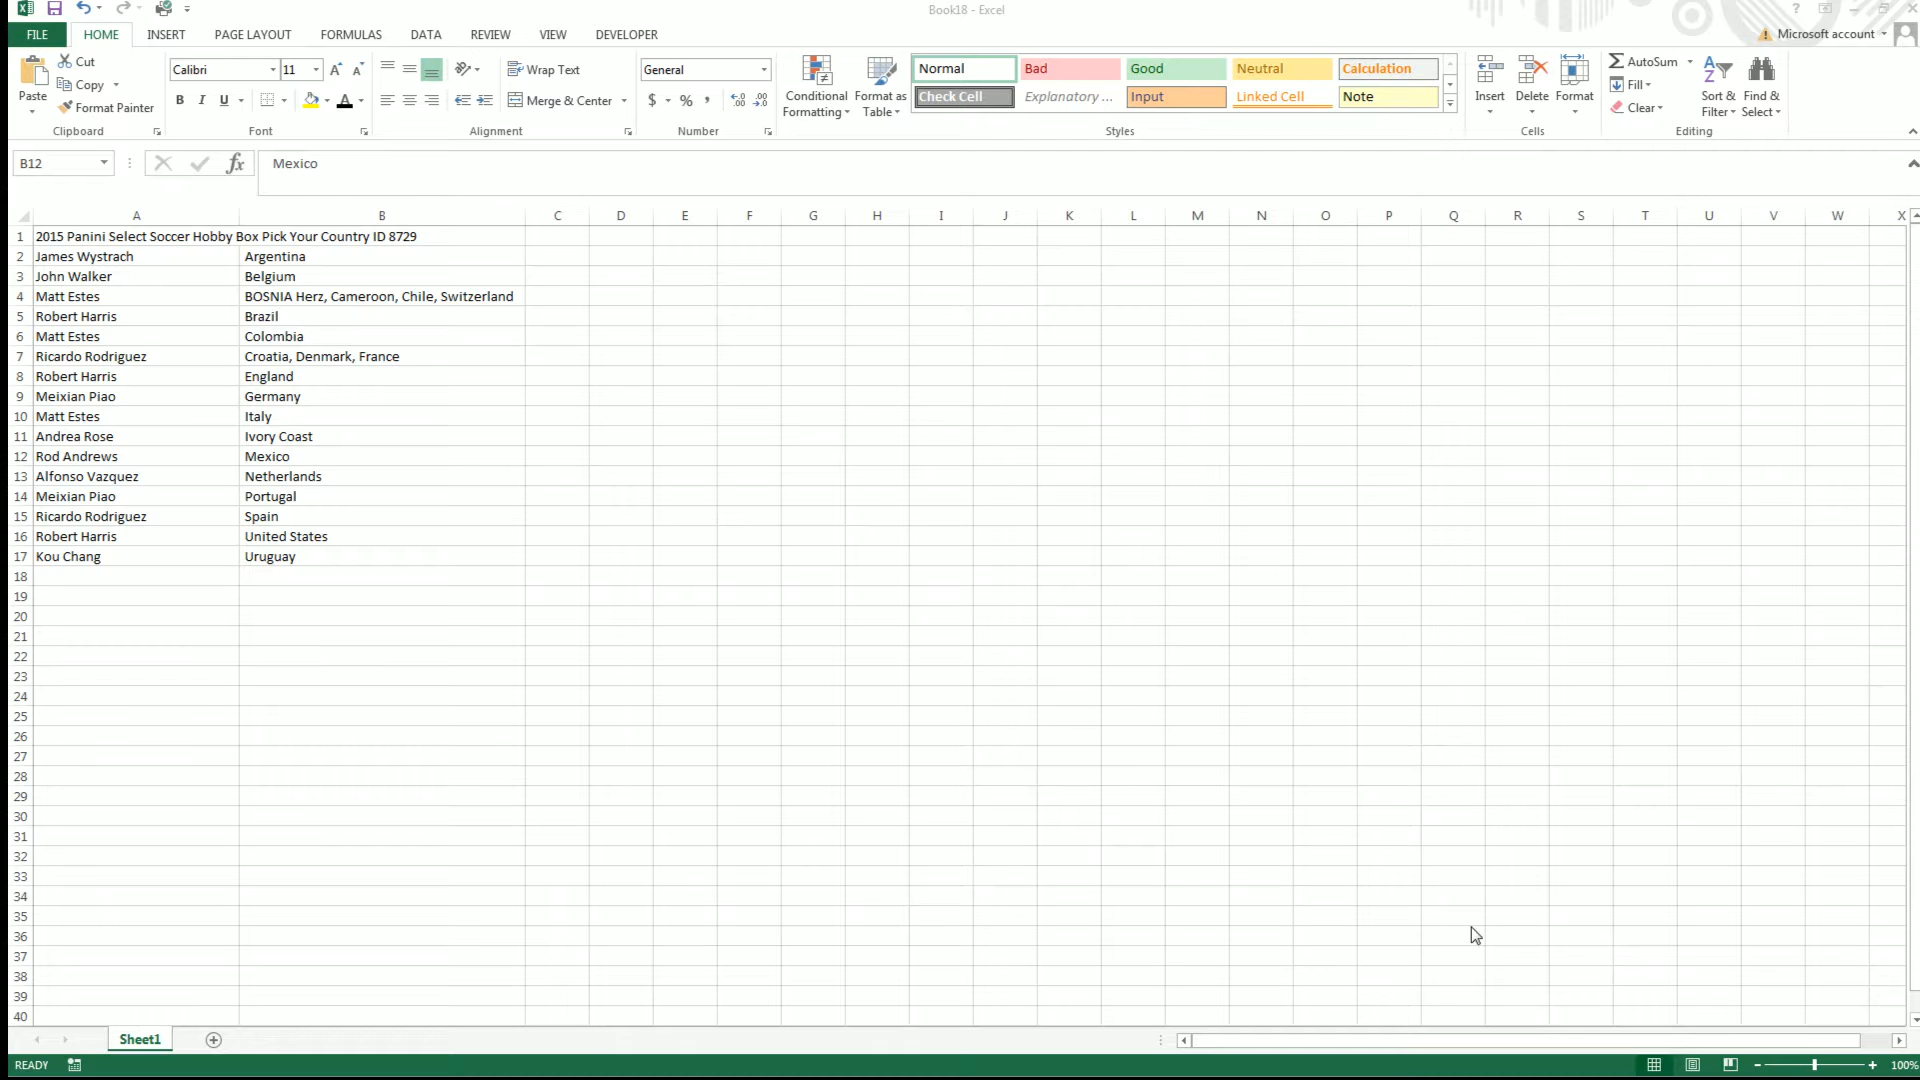 Book18 - Excel
?
FILE HOME INSERT PAGE LAYOUT FORMULAS DATA REVIEW VIEW DEVELOPER Microsoft account
Paste Cut Copy Format Painter
Clipboard
Calibri 11 A A
B I U A
Font
Wrap Text
Merge & Center
Alignment
General
$ % , .00 .0
Number
Conditional Formatting Format as Table
Normal Bad Good Neutral Calculation
Check Cell Explanatory ... Input Linked Cell Note
Styles
Insert Delete Format
Cells
AutoSum Fill Clear Sort & Filter Find & Select
Editing
B12 fx Mexico
A B C D E F G H I J K L M N O P Q R S T U V W X
1 2015 Panini Select Soccer Hobby Box Pick Your Country ID 8729
2 James Wystrach Argentina
3 John Walker Belgium
4 Matt Estes BOSNIA Herz, Cameroon, Chile, Switzerland
5 Robert Harris Brazil
6 Matt Estes Colombia
7 Ricardo Rodriguez Croatia, Denmark, France
8 Robert Harris England
9 Meixian Piao Germany
10 Matt Estes Italy
11 Andrea Rose Ivory Coast
12 Rod Andrews Mexico
13 Alfonso Vazquez Netherlands
14 Meixian Piao Portugal
15 Ricardo Rodriguez Spain
16 Robert Harris United States
17 Kou Chang Uruguay
18
19
20
21
22
23
24
25
26
27
28
29
30
31
32
33
34
35
36
37
38
39
40
Sheet1
READY 100%